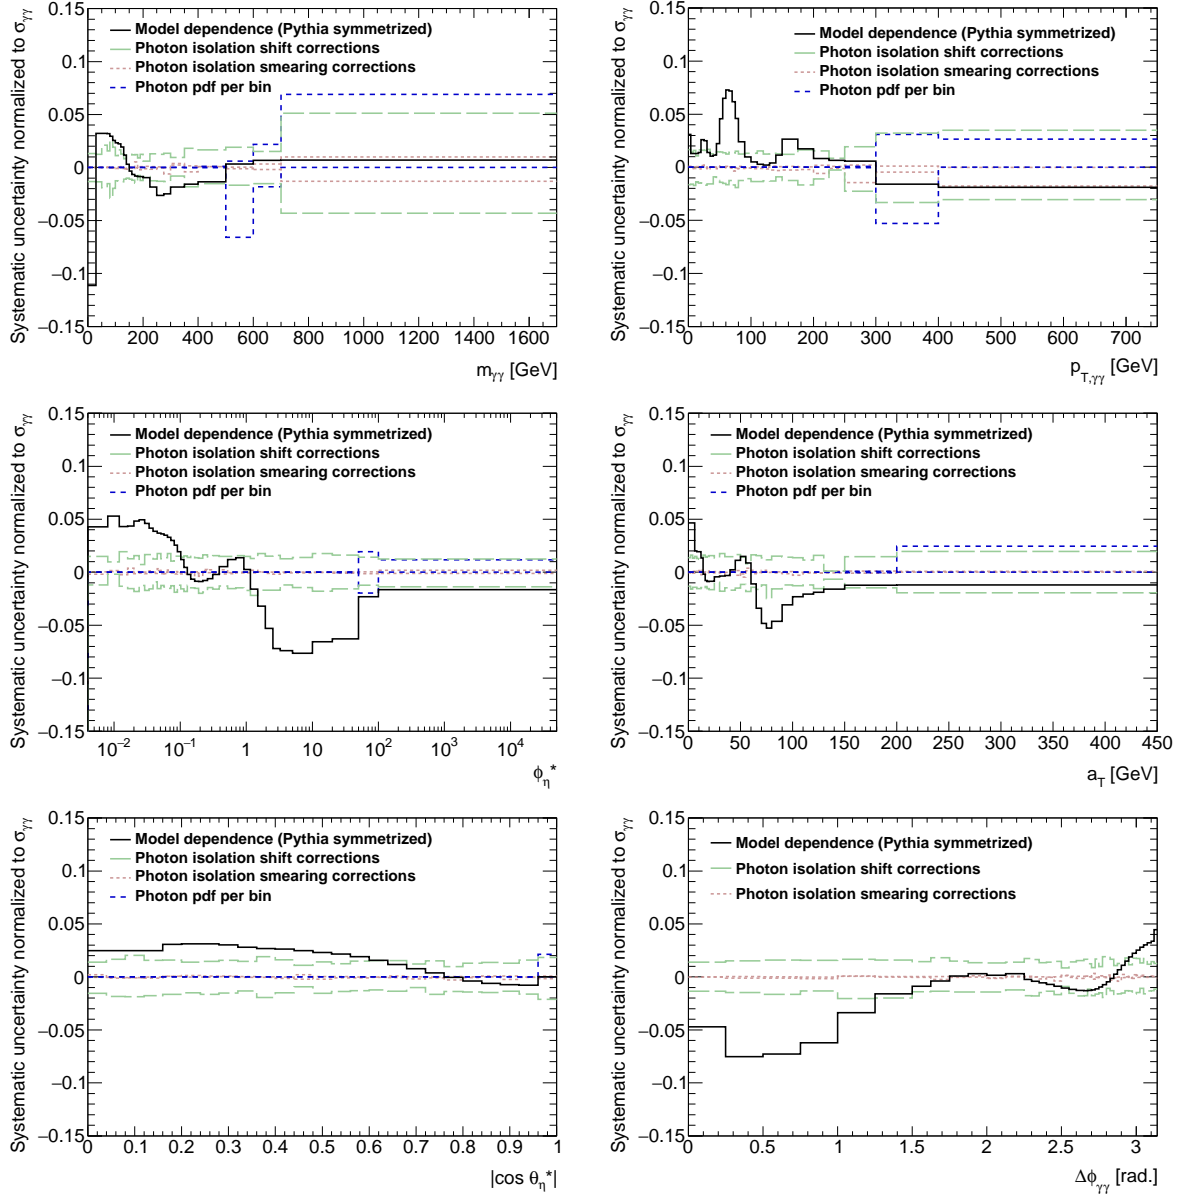 Systematic uncertainty normalized to σγγ
0.15
0.1
0.05
0
−0.05
−0.1
−0.15
Model dependence (Pythia symmetrized)
Photon isolation shift corrections
Photon isolation smearing corrections
Photon pdf per bin
0 200 400 600 800 1000 1200 1400 1600
mγγ [GeV]
Systematic uncertainty normalized to σγγ
0.15
0.1
0.05
0
−0.05
−0.1
−0.15
Model dependence (Pythia symmetrized)
Photon isolation shift corrections
Photon isolation smearing corrections
Photon pdf per bin
0 100 200 300 400 500 600 700
pT,γγ [GeV]
Systematic uncertainty normalized to σγγ
0.15
0.1
0.05
0
−0.05
−0.1
−0.15
Model dependence (Pythia symmetrized)
Photon isolation shift corrections
Photon isolation smearing corrections
Photon pdf per bin
10−2 10−1 1 10 102 103 104
ϕη*
Systematic uncertainty normalized to σγγ
0.15
0.1
0.05
0
−0.05
−0.1
−0.15
Model dependence (Pythia symmetrized)
Photon isolation shift corrections
Photon isolation smearing corrections
Photon pdf per bin
0 50 100 150 200 250 300 350 400 450
aT [GeV]
Systematic uncertainty normalized to σγγ
0.15
0.1
0.05
0
−0.05
−0.1
−0.15
Model dependence (Pythia symmetrized)
Photon isolation shift corrections
Photon isolation smearing corrections
Photon pdf per bin
0 0.1 0.2 0.3 0.4 0.5 0.6 0.7 0.8 0.9 1
|cos θη*|
Systematic uncertainty normalized to σγγ
0.15
0.1
0.05
0
−0.05
−0.1
−0.15
Model dependence (Pythia symmetrized)
Photon isolation shift corrections
Photon isolation smearing corrections
0 0.5 1 1.5 2 2.5 3
Δϕγγ [rad.]